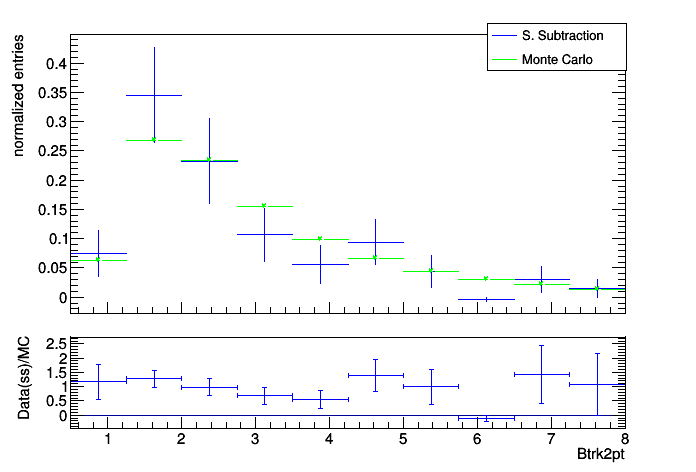 S. Subtraction
Monte Carlo
normalized entries
0.4
0.35
0.3
0.25
0.2
0.15
0.1
0.05
0
Data(ss)/MC
2.5
2
1.5
1
0.5
0
1 2 3 4 5 6 7 8
Btrk2pt